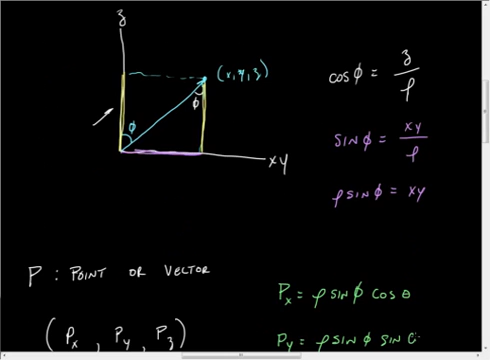 z
(x, y, z)
φ
φ
xy
cos φ = z / ρ
sin φ = xy / ρ
ρ sin φ = xy
P : POINT OR VECTOR
(Px , Py , Pz)
Px = ρ sin φ cos θ
Py = ρ sin φ sin θ